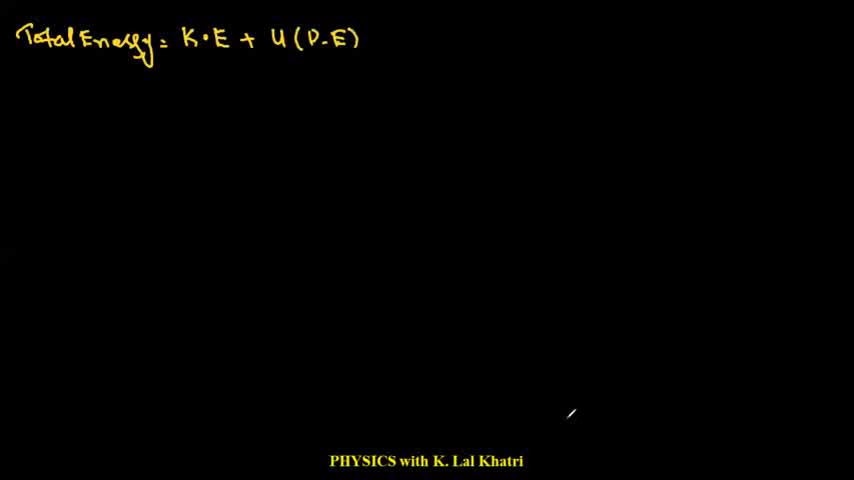 Total Energy = K.E + U (P.E)
PHYSICS with K. Lal Khatri